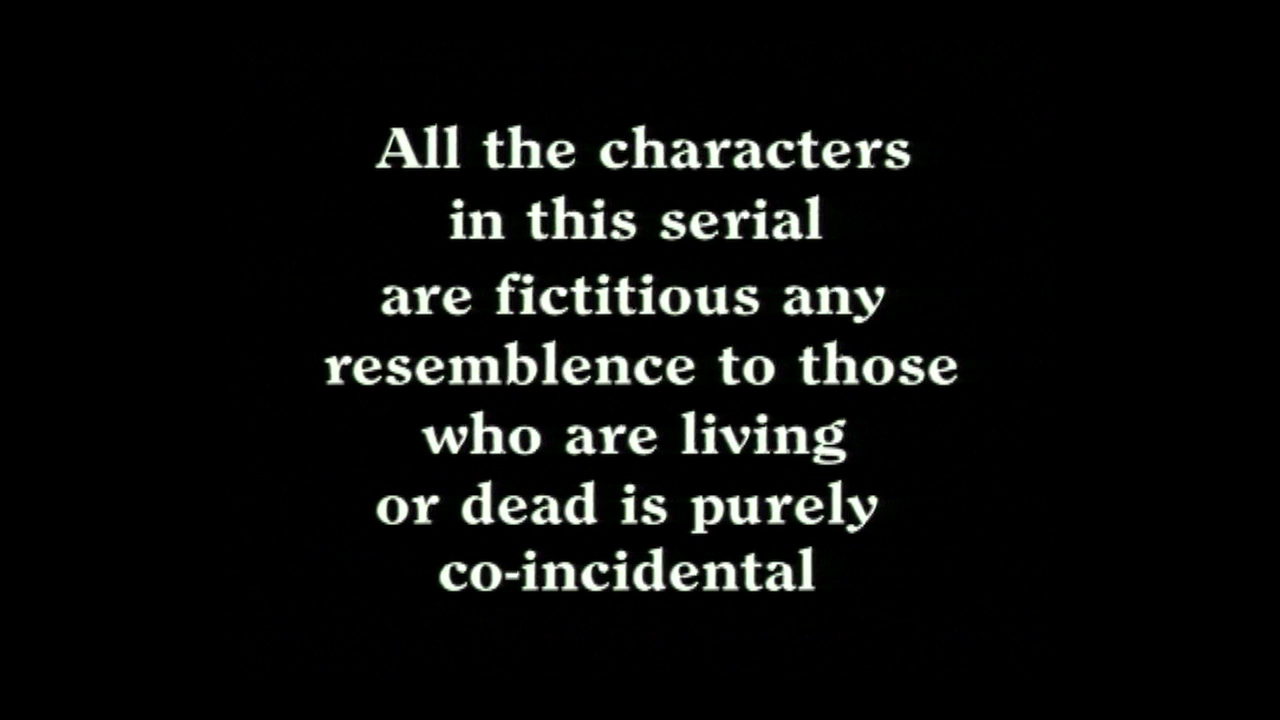 All the characters
in this serial
are fictitious any
resemblence to those
who are living
or dead is purely
co-incidental